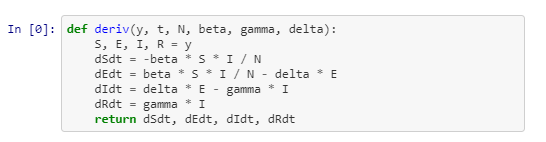 In [0]: def deriv(y, t, N, beta, gamma, delta):
    S, E, I, R = y
    dSdt = -beta * S * I / N
    dEdt = beta * S * I / N - delta * E
    dIdt = delta * E - gamma * I
    dRdt = gamma * I
    return dSdt, dEdt, dIdt, dRdt